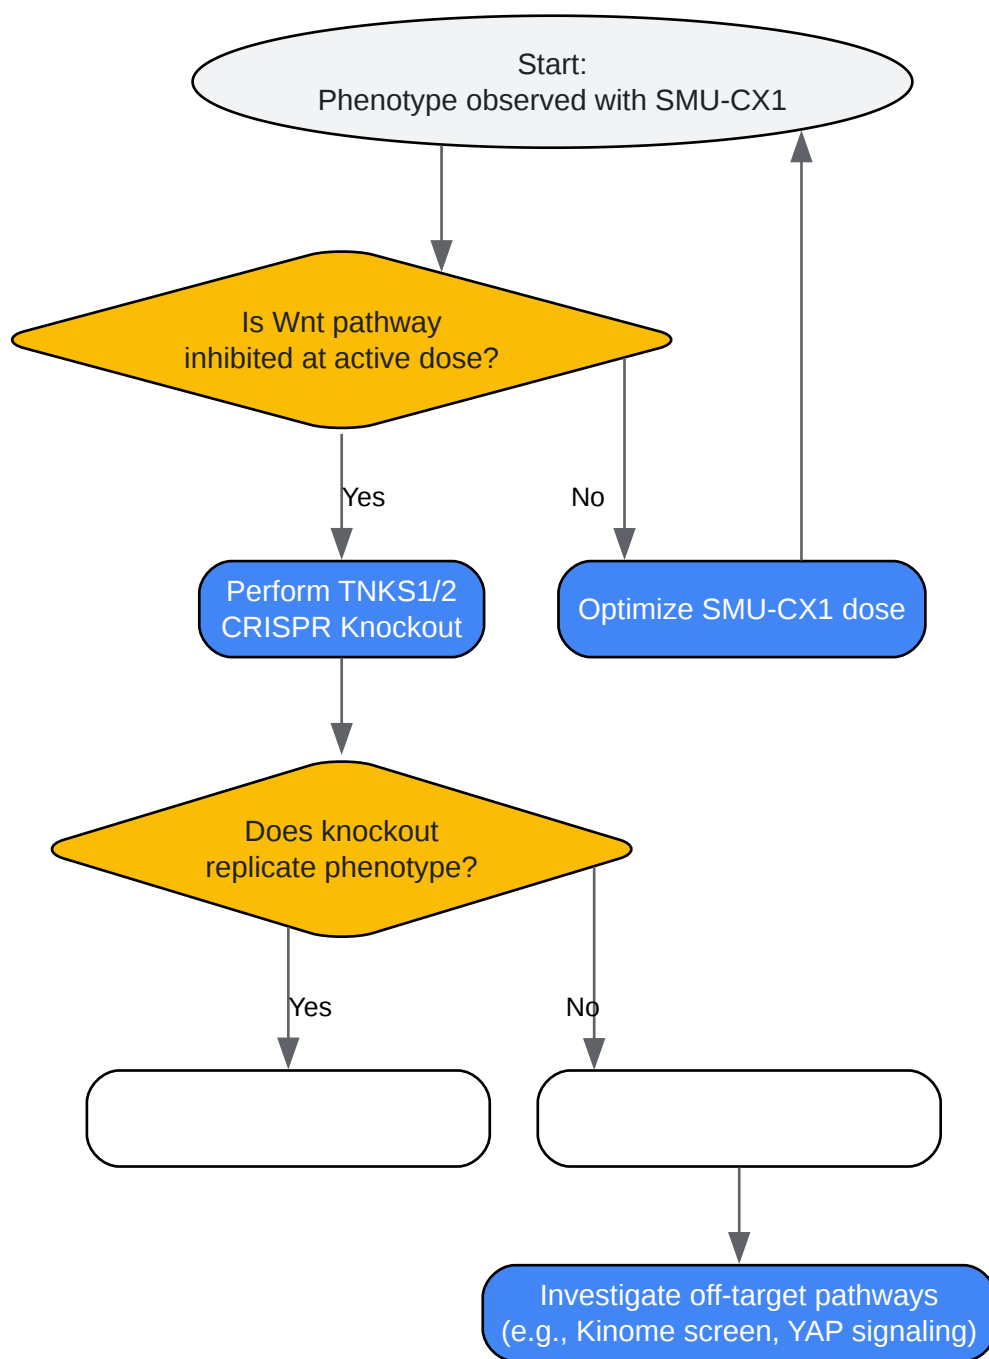 Start:
Phenotype observed with SMU-CX1
Is Wnt pathway
inhibited at active dose?
Yes
No
Perform TNKS1/2
CRISPR Knockout
Optimize SMU-CX1 dose
Does knockout
replicate phenotype?
Yes
No
Investigate off-target pathways
(e.g., Kinome screen, YAP signaling)